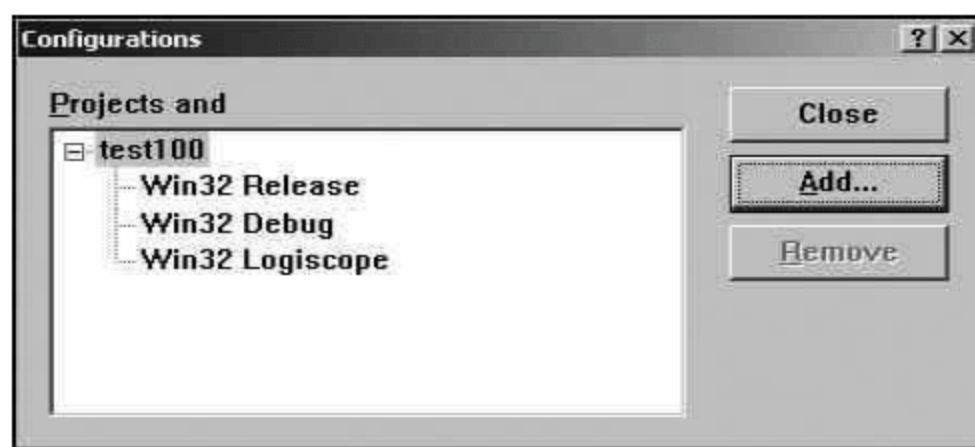 Configurations
Projects and
test100
Win32 Release
Win32 Debug
Win32 Logiscope
Close
Add...
Remove